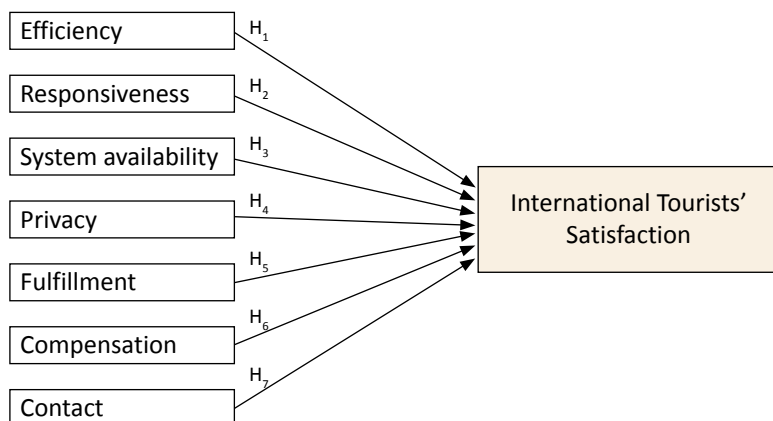 Efficiency
H₁
Responsiveness
H₂
System availability
H₃
Privacy
H₄
Fulfillment
H₅
Compensation
H₆
Contact
H₇
International Tourists’
Satisfaction